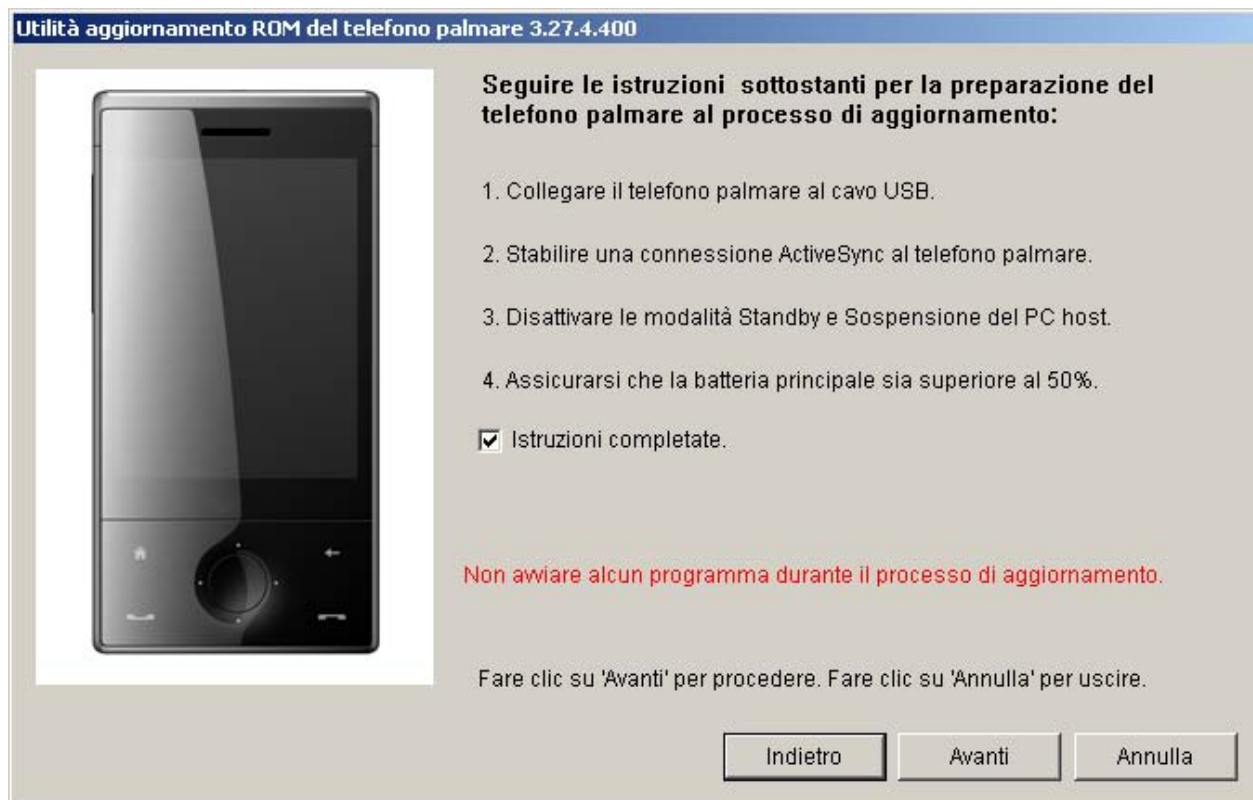 Utilità aggiornamento ROM del telefono palmare 3.27.4.400
Seguire le istruzioni sottostanti per la preparazione del
telefono palmare al processo di aggiornamento:
1. Collegare il telefono palmare al cavo USB.
2. Stabilire una connessione ActiveSync al telefono palmare.
3. Disattivare le modalità Standby e Sospensione del PC host.
4. Assicurarsi che la batteria principale sia superiore al 50%.
Istruzioni completate.
Non avviare alcun programma durante il processo di aggiornamento.
Fare clic su 'Avanti' per procedere. Fare clic su 'Annulla' per uscire.
Indietro
Avanti
Annulla